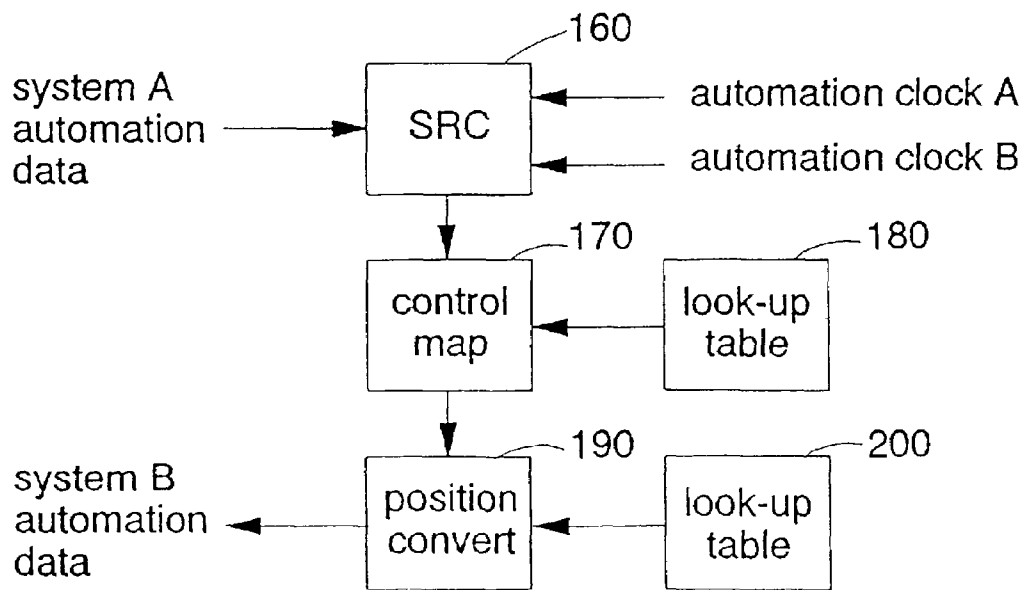 160
system A
automation
data
SRC
automation clock A
automation clock B
170
control
map
180
look-up
table
190
position
convert
200
look-up
table
system B
automation
data